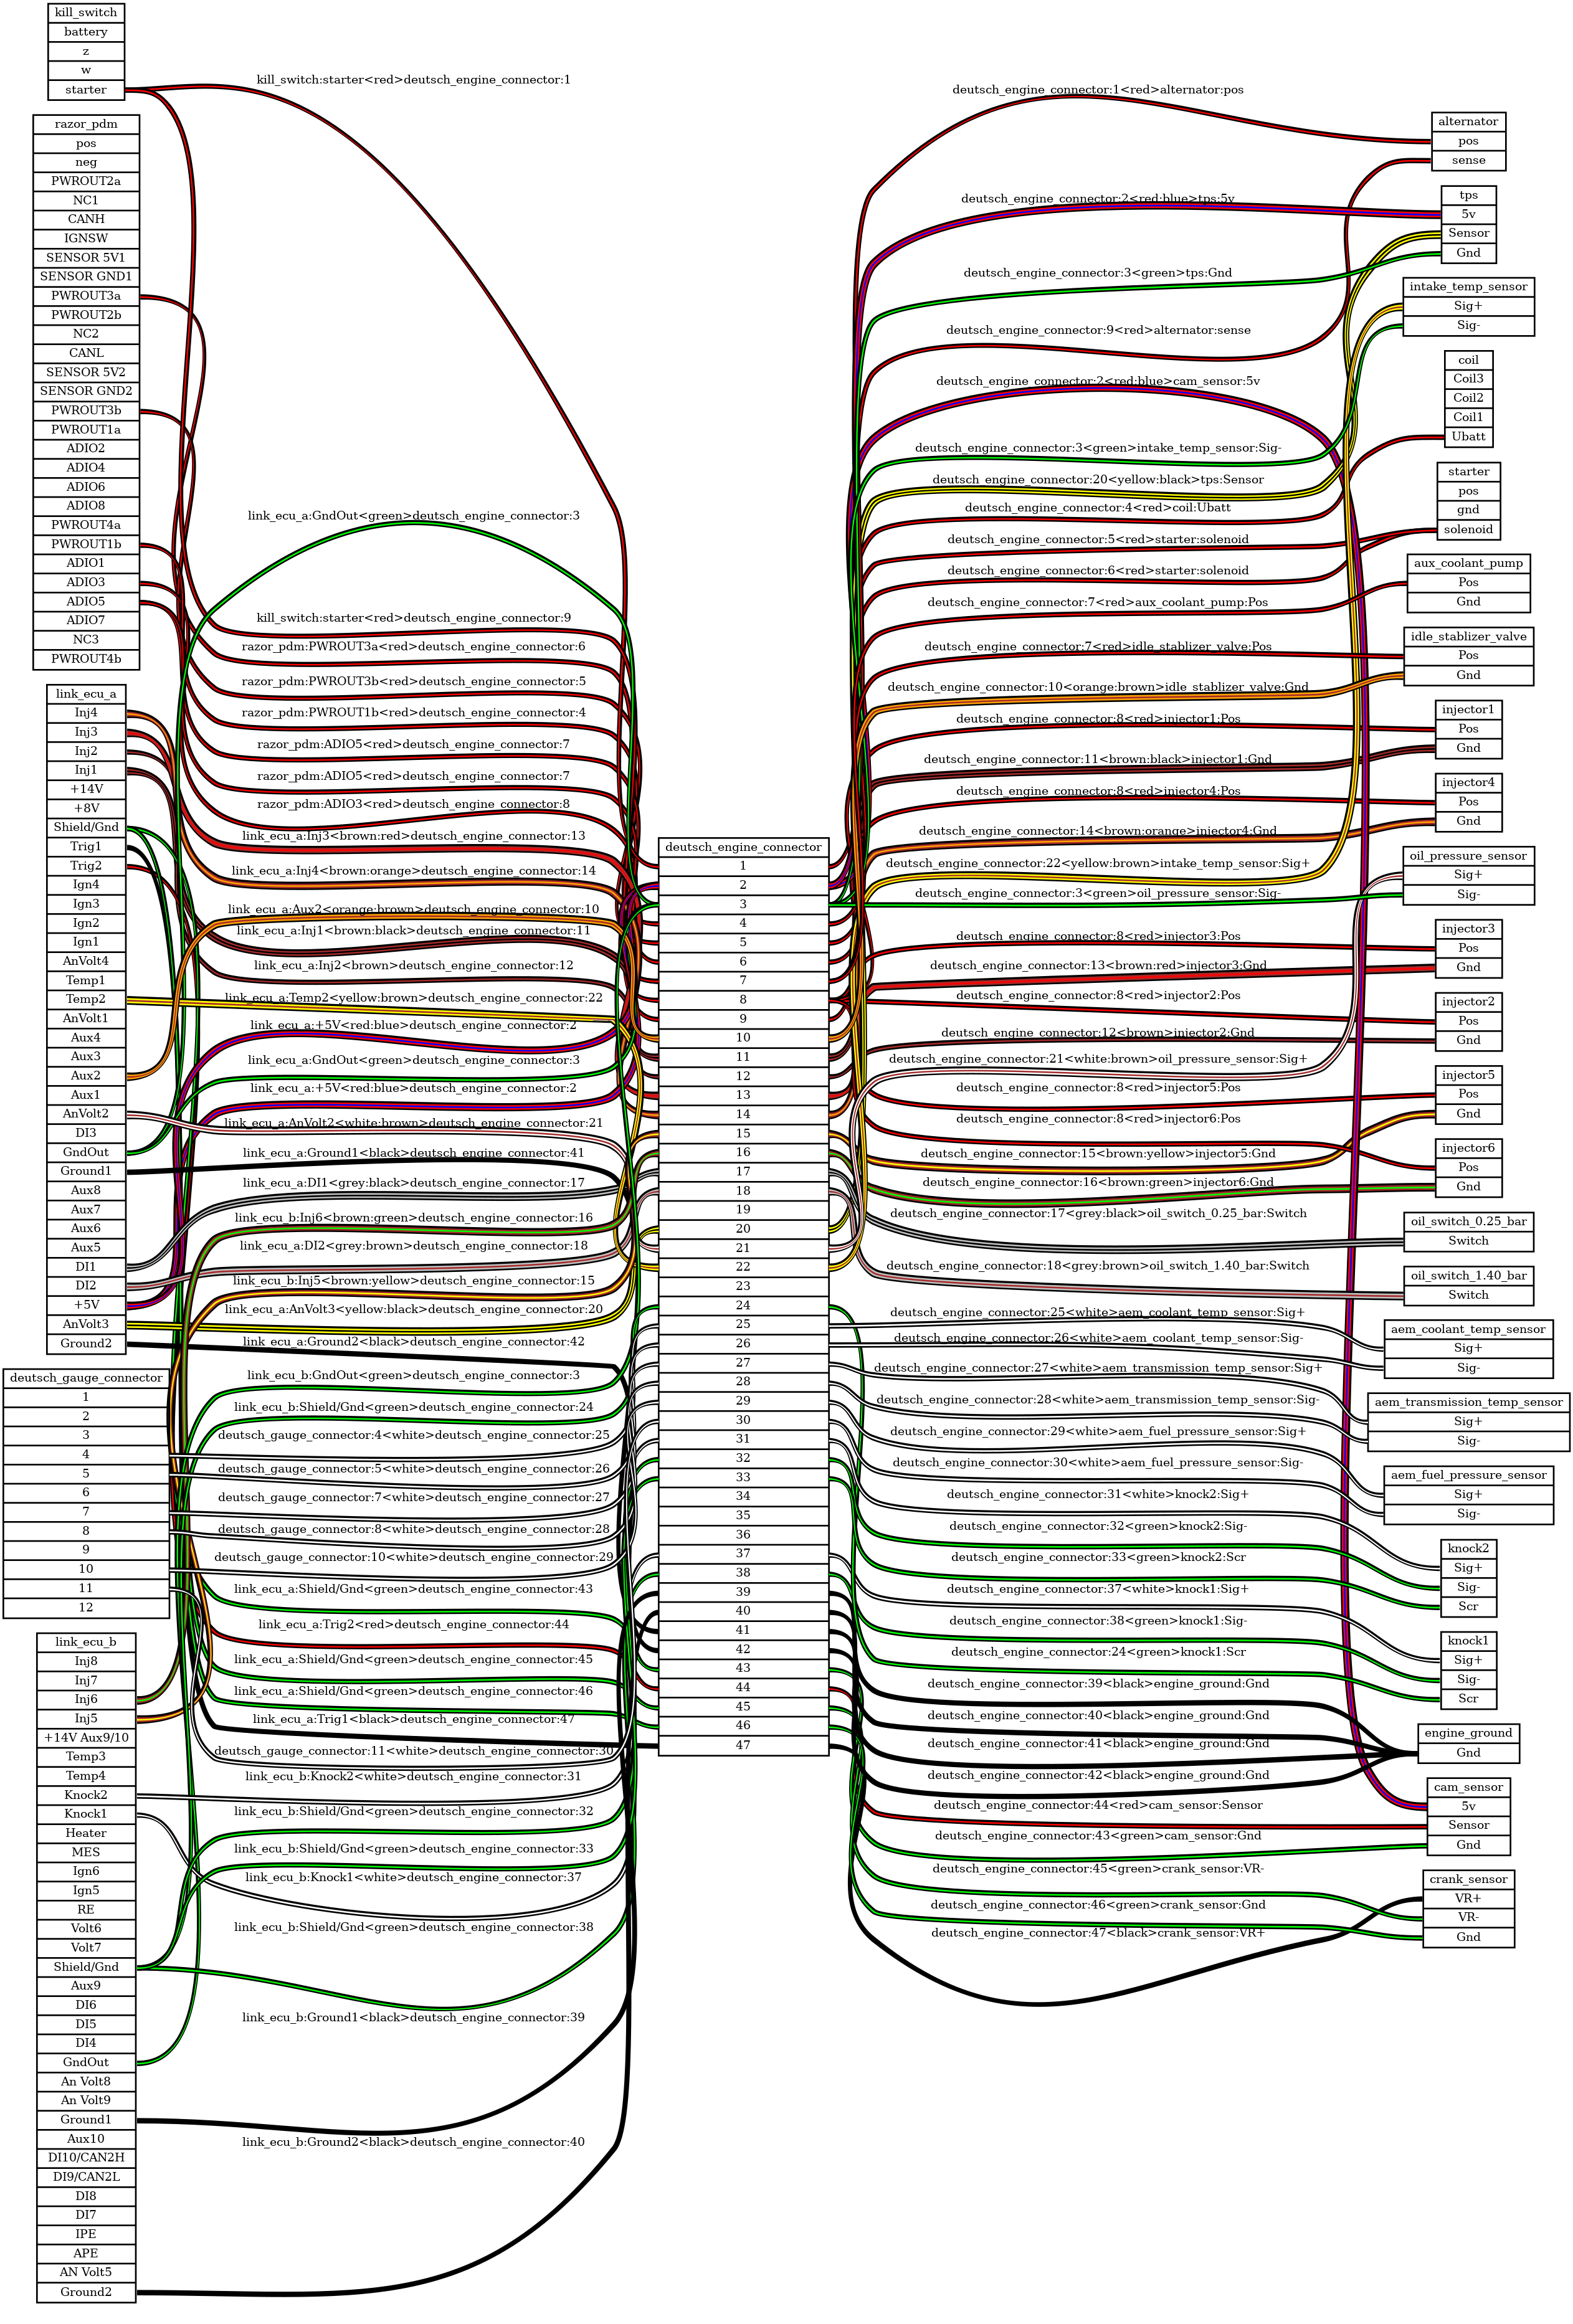 kill_switch
battery
z
w
starter
razor_pdm
pos
neg
PWROUT2a
NC1
CANH
IGNSW
SENSOR 5V1
SENSOR GND1
PWROUT3a
PWROUT2b
NC2
CANL
SENSOR 5V2
SENSOR GND2
PWROUT3b
PWROUT1a
ADIO2
ADIO4
ADIO6
ADIO8
PWROUT4a
PWROUT1b
ADIO1
ADIO3
ADIO5
ADIO7
NC3
PWROUT4b
link_ecu_a
Inj4
Inj3
Inj2
Inj1
+14V
+8V
Shield/Gnd
Trig1
Trig2
Ign4
Ign3
Ign2
Ign1
AnVolt4
Temp1
Temp2
AnVolt1
Aux4
Aux3
Aux2
Aux1
AnVolt2
DI3
GndOut
Ground1
Aux8
Aux7
Aux6
Aux5
DI1
DI2
+5V
AnVolt3
Ground2
deutsch_gauge_connector
1
2
3
4
5
6
7
8
9
10
11
12
link_ecu_b
Inj8
Inj7
Inj6
Inj5
+14V Aux9/10
Temp3
Temp4
Knock2
Knock1
Heater
MES
Ign6
Ign5
RE
Volt6
Volt7
Shield/Gnd
Aux9
DI6
DI5
DI4
GndOut
An Volt8
An Volt9
Ground1
Aux10
DI10/CAN2H
DI9/CAN2L
DI8
DI7
IPE
APE
AN Volt5
Ground2
kill_switch:starter<red>deutsch_engine_connector:1
link_ecu_a:GndOut<green>deutsch_engine_connector:3
kill_switch:starter<red>deutsch_engine_connector:9
razor_pdm:PWROUT3a<red>deutsch_engine_connector:6
razor_pdm:PWROUT3b<red>deutsch_engine_connector:5
razor_pdm:PWROUT1b<red>deutsch_engine_connector:4
razor_pdm:ADIO5<red>deutsch_engine_connector:7
razor_pdm:ADIO5<red>deutsch_engine_connector:7
razor_pdm:ADIO3<red>deutsch_engine_connector:8
link_ecu_a:Inj3<brown:red>deutsch_engine_connector:13
link_ecu_a:Inj4<brown:orange>deutsch_engine_connector:14
link_ecu_a:Aux2<orange:brown>deutsch_engine_connector:10
link_ecu_a:Inj1<brown:black>deutsch_engine_connector:11
link_ecu_a:Inj2<brown>deutsch_engine_connector:12
link_ecu_a:Temp2<yellow:brown>deutsch_engine_connector:22
link_ecu_a:+5V<red:blue>deutsch_engine_connector:2
link_ecu_a:GndOut<green>deutsch_engine_connector:3
link_ecu_a:+5V<red:blue>deutsch_engine_connector:2
link_ecu_a:AnVolt2<white:brown>deutsch_engine_connector:21
link_ecu_a:Ground1<black>deutsch_engine_connector:41
link_ecu_a:DI1<grey:black>deutsch_engine_connector:17
link_ecu_b:Inj6<brown:green>deutsch_engine_connector:16
link_ecu_a:DI2<grey:brown>deutsch_engine_connector:18
link_ecu_b:Inj5<brown:yellow>deutsch_engine_connector:15
link_ecu_a:AnVolt3<yellow:black>deutsch_engine_connector:20
link_ecu_a:Ground2<black>deutsch_engine_connector:42
link_ecu_b:GndOut<green>deutsch_engine_connector:3
link_ecu_b:Shield/Gnd<green>deutsch_engine_connector:24
deutsch_gauge_connector:4<white>deutsch_engine_connector:25
deutsch_gauge_connector:5<white>deutsch_engine_connector:26
deutsch_gauge_connector:7<white>deutsch_engine_connector:27
deutsch_gauge_connector:8<white>deutsch_engine_connector:28
deutsch_gauge_connector:10<white>deutsch_engine_connector:29
link_ecu_a:Shield/Gnd<green>deutsch_engine_connector:43
link_ecu_a:Trig2<red>deutsch_engine_connector:44
link_ecu_a:Shield/Gnd<green>deutsch_engine_connector:45
link_ecu_a:Shield/Gnd<green>deutsch_engine_connector:46
link_ecu_a:Trig1<black>deutsch_engine_connector:47
deutsch_gauge_connector:11<white>deutsch_engine_connector:30
link_ecu_b:Knock2<white>deutsch_engine_connector:31
link_ecu_b:Shield/Gnd<green>deutsch_engine_connector:32
link_ecu_b:Shield/Gnd<green>deutsch_engine_connector:33
link_ecu_b:Knock1<white>deutsch_engine_connector:37
link_ecu_b:Shield/Gnd<green>deutsch_engine_connector:38
link_ecu_b:Ground1<black>deutsch_engine_connector:39
link_ecu_b:Ground2<black>deutsch_engine_connector:40
deutsch_engine_connector
1
2
3
4
5
6
7
8
9
10
11
12
13
14
15
16
17
18
19
20
21
22
23
24
25
26
27
28
29
30
31
32
33
34
35
36
37
38
39
40
41
42
43
44
45
46
47
deutsch_engine_connector:1<red>alternator:pos
deutsch_engine_connector:2<red:blue>tps:5v
deutsch_engine_connector:3<green>tps:Gnd
deutsch_engine_connector:9<red>alternator:sense
deutsch_engine_connector:2<red:blue>cam_sensor:5v
deutsch_engine_connector:3<green>intake_temp_sensor:Sig-
deutsch_engine_connector:20<yellow:black>tps:Sensor
deutsch_engine_connector:4<red>coil:Ubatt
deutsch_engine_connector:5<red>starter:solenoid
deutsch_engine_connector:6<red>starter:solenoid
deutsch_engine_connector:7<red>aux_coolant_pump:Pos
deutsch_engine_connector:7<red>idle_stablizer_valve:Pos
deutsch_engine_connector:10<orange:brown>idle_stablizer_valve:Gnd
deutsch_engine_connector:8<red>injector1:Pos
deutsch_engine_connector:11<brown:black>injector1:Gnd
deutsch_engine_connector:8<red>injector4:Pos
deutsch_engine_connector:14<brown:orange>injector4:Gnd
deutsch_engine_connector:22<yellow:brown>intake_temp_sensor:Sig+
deutsch_engine_connector:3<green>oil_pressure_sensor:Sig-
deutsch_engine_connector:8<red>injector3:Pos
deutsch_engine_connector:13<brown:red>injector3:Gnd
deutsch_engine_connector:8<red>injector2:Pos
deutsch_engine_connector:12<brown>injector2:Gnd
deutsch_engine_connector:21<white:brown>oil_pressure_sensor:Sig+
deutsch_engine_connector:8<red>injector5:Pos
deutsch_engine_connector:8<red>injector6:Pos
deutsch_engine_connector:15<brown:yellow>injector5:Gnd
deutsch_engine_connector:16<brown:green>injector6:Gnd
deutsch_engine_connector:17<grey:black>oil_switch_0.25_bar:Switch
deutsch_engine_connector:18<grey:brown>oil_switch_1.40_bar:Switch
deutsch_engine_connector:25<white>aem_coolant_temp_sensor:Sig+
deutsch_engine_connector:26<white>aem_coolant_temp_sensor:Sig-
deutsch_engine_connector:27<white>aem_transmission_temp_sensor:Sig+
deutsch_engine_connector:28<white>aem_transmission_temp_sensor:Sig-
deutsch_engine_connector:29<white>aem_fuel_pressure_sensor:Sig+
deutsch_engine_connector:30<white>aem_fuel_pressure_sensor:Sig-
deutsch_engine_connector:31<white>knock2:Sig+
deutsch_engine_connector:32<green>knock2:Sig-
deutsch_engine_connector:33<green>knock2:Scr
deutsch_engine_connector:37<white>knock1:Sig+
deutsch_engine_connector:38<green>knock1:Sig-
deutsch_engine_connector:24<green>knock1:Scr
deutsch_engine_connector:39<black>engine_ground:Gnd
deutsch_engine_connector:40<black>engine_ground:Gnd
deutsch_engine_connector:41<black>engine_ground:Gnd
deutsch_engine_connector:42<black>engine_ground:Gnd
deutsch_engine_connector:44<red>cam_sensor:Sensor
deutsch_engine_connector:43<green>cam_sensor:Gnd
deutsch_engine_connector:45<green>crank_sensor:VR-
deutsch_engine_connector:46<green>crank_sensor:Gnd
deutsch_engine_connector:47<black>crank_sensor:VR+
alternator
pos
sense
tps
5v
Sensor
Gnd
intake_temp_sensor
Sig+
Sig-
coil
Coil3
Coil2
Coil1
Ubatt
starter
pos
gnd
solenoid
aux_coolant_pump
Pos
Gnd
idle_stablizer_valve
Pos
Gnd
injector1
Pos
Gnd
injector4
Pos
Gnd
oil_pressure_sensor
Sig+
Sig-
injector3
Pos
Gnd
injector2
Pos
Gnd
injector5
Pos
Gnd
injector6
Pos
Gnd
oil_switch_0.25_bar
Switch
oil_switch_1.40_bar
Switch
aem_coolant_temp_sensor
Sig+
Sig-
aem_transmission_temp_sensor
Sig+
Sig-
aem_fuel_pressure_sensor
Sig+
Sig-
knock2
Sig+
Sig-
Scr
knock1
Sig+
Sig-
Scr
engine_ground
Gnd
cam_sensor
5v
Sensor
Gnd
crank_sensor
VR+
VR-
Gnd